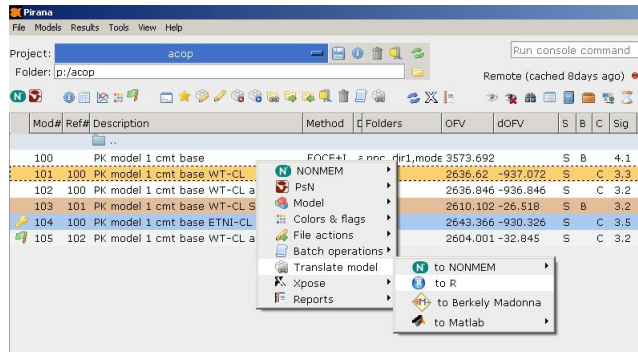 Pirana
File Models Results Tools View Help
Project: acop Run console command
Folder: p:/acop Remote (cached 8days ago)
Mod# Ref# Description Method Folders OFV dOFV S B C Sig
..
100 PK model 1 cmt base FOCE+I dir1,mode 3573.692 S B 4.1
101 100 PK model 1 cmt base WT-CL 2636.62 -937.072 S C 3.3
102 100 PK model 1 cmt base WT-CL a 2636.846 -936.846 S C 3.2
103 101 PK model 1 cmt base WT-CL S 2610.102 -26.518 S B 3.2
104 100 PK model 1 cmt base ETNI-CL 2643.366 -930.326 S C 3.5
105 102 PK model 1 cmt base WT-CL a 2604.001 -32.845 S C 3.2
NONMEM
PsN
Model
Colors & flags
File actions
Batch operations
Translate model
Xpose
Reports
to NONMEM
to R
to Berkely Madonna
to Matlab